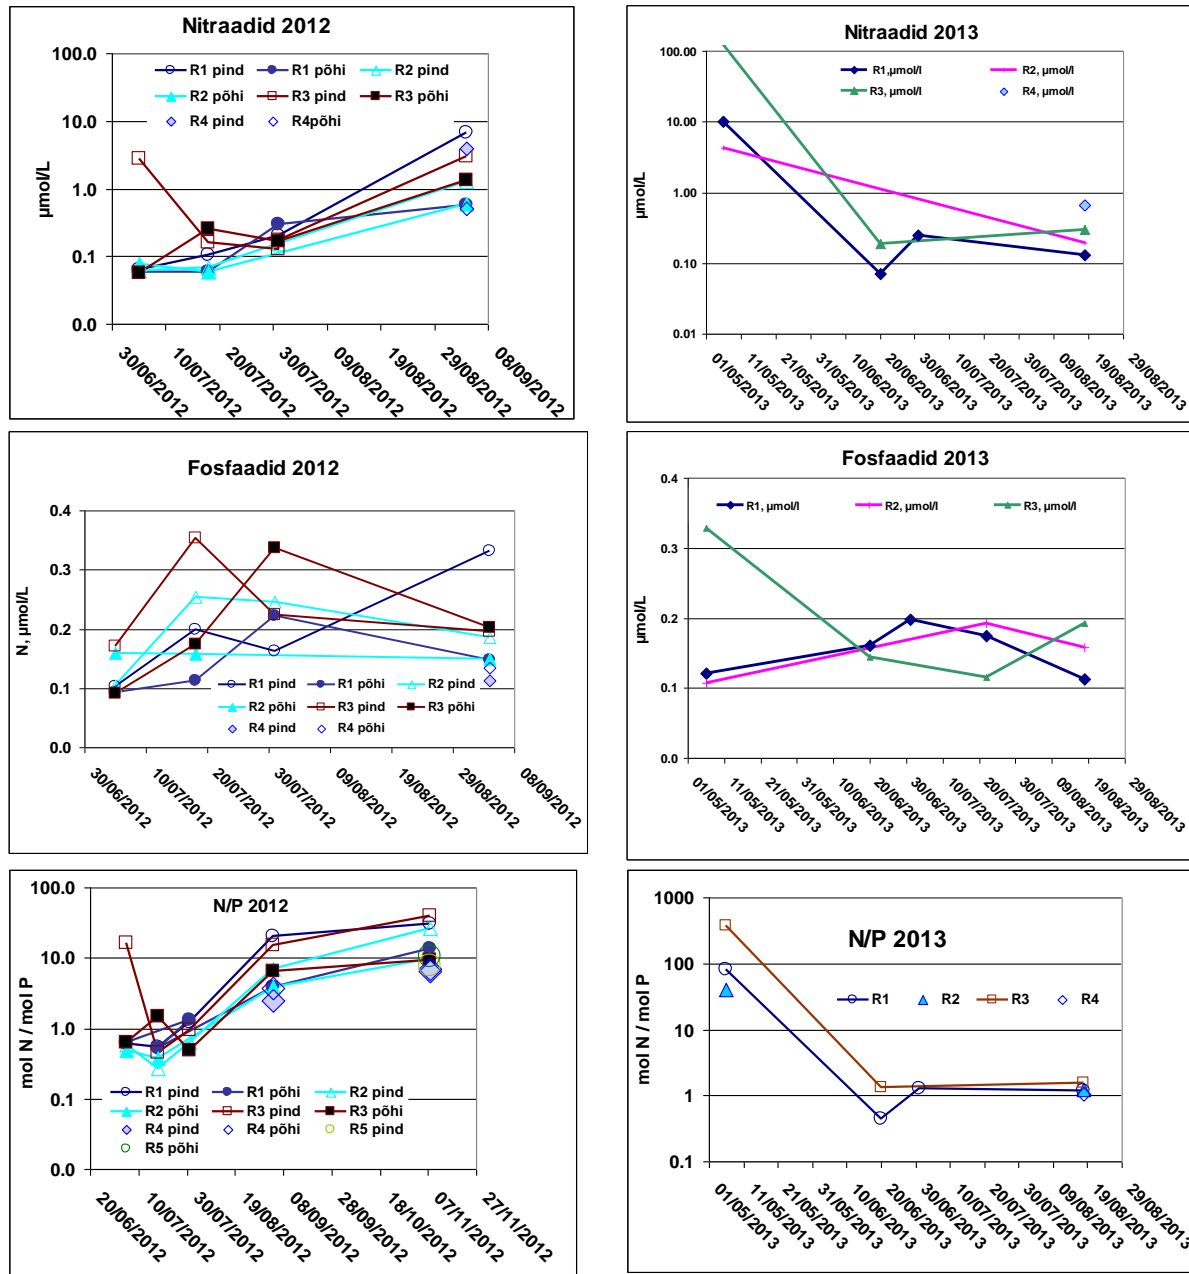 Nitraadid 2012
100.0
10.0
1.0
0.1
0.0
µmol/L
R1 pind R1 põhi R2 pind
R2 põhi R3 pind R3 põhi
R4 pind R4põhi
30/06/2012 10/07/2012 20/07/2012 30/07/2012 09/08/2012 19/08/2012 29/08/2012 08/09/2012
Nitraadid 2013
100.00
10.00
1.00
0.10
0.01
µmol/L
R1,µmol/l R2, µmol/l
R3, µmol/l R4, µmol/l
01/05/2013 11/05/2013 21/05/2013 31/05/2013 10/06/2013 20/06/2013 30/06/2013 10/07/2013 20/07/2013 30/07/2013 09/08/2013 19/08/2013 29/08/2013
Fosfaadid 2012
0.4
0.3
0.2
0.1
0.0
N, µmol/L
R1 pind R1 põhi R2 pind
R2 põhi R3 pind R3 põhi
R4 pind R4 põhi
30/06/2012 10/07/2012 20/07/2012 30/07/2012 09/08/2012 19/08/2012 29/08/2012 08/09/2012
Fosfaadid 2013
0.4
0.3
0.2
0.1
0.0
µmol/L
R1, µmol/l R2, µmol/l R3, µmol/l
01/05/2013 11/05/2013 21/05/2013 31/05/2013 10/06/2013 20/06/2013 30/06/2013 10/07/2013 20/07/2013 30/07/2013 09/08/2013 19/08/2013 29/08/2013
N/P 2012
100.0
10.0
1.0
0.1
0.0
mol N / mol P
R1 pind R1 põhi R2 pind
R2 põhi R3 pind R3 põhi
R4 pind R4 põhi R5 pind
R5 põhi
20/06/2012 10/07/2012 30/07/2012 19/08/2012 08/09/2012 28/09/2012 18/10/2012 07/11/2012 27/11/2012
N/P 2013
1000
100
10
1
0.1
mol N / mol P
R1 R2 R3 R4
01/05/2013 11/05/2013 21/05/2013 31/05/2013 10/06/2013 20/06/2013 30/06/2013 10/07/2013 20/07/2013 30/07/2013 09/08/2013 19/08/2013 29/08/2013